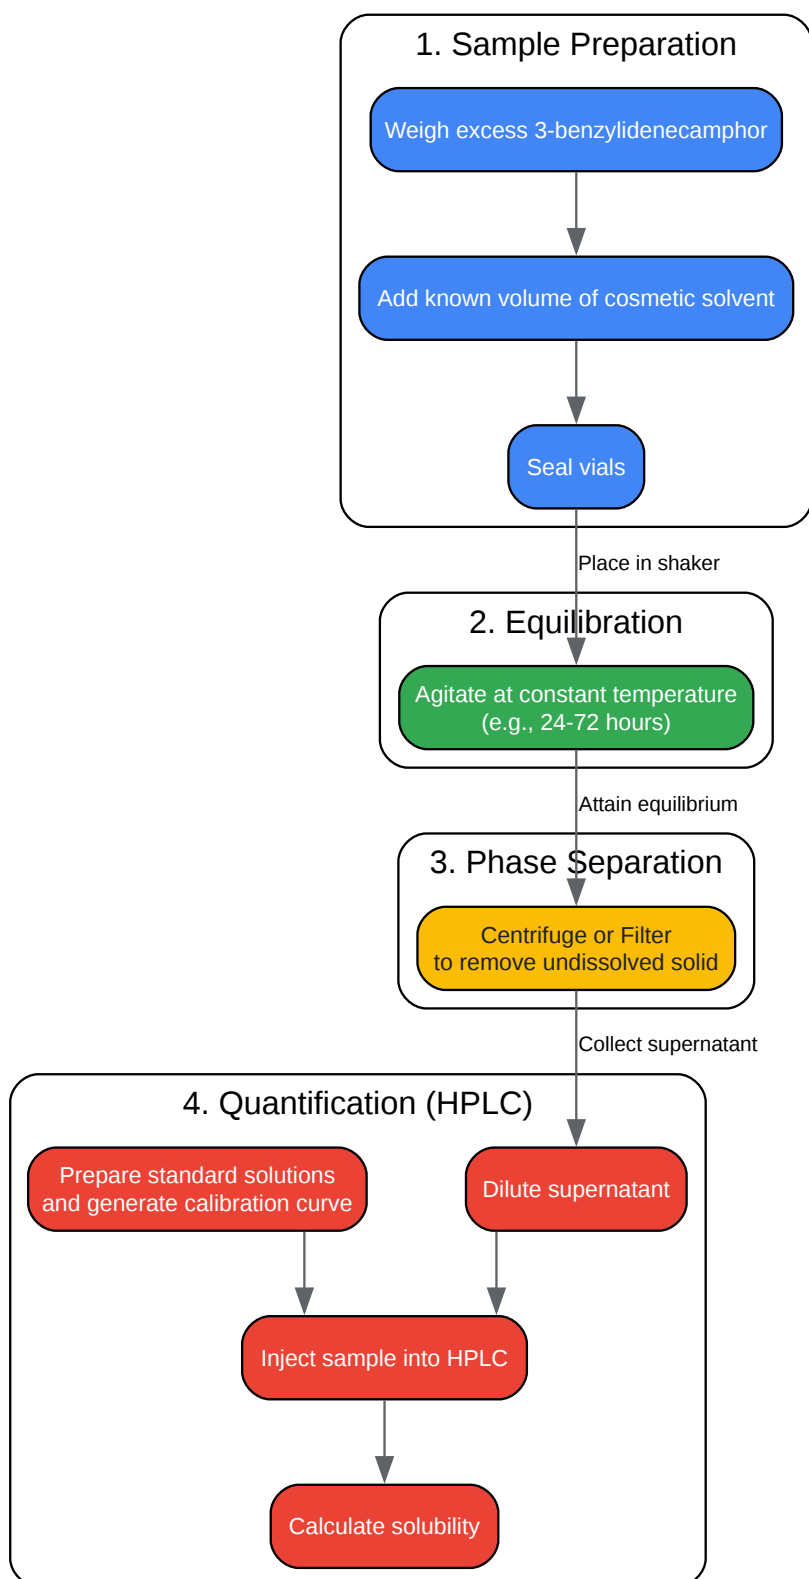 1. Sample Preparation
Weigh excess 3-benzylidenecamphor
Add known volume of cosmetic solvent
Seal vials
Place in shaker
2. Equilibration
Agitate at constant temperature
(e.g., 24-72 hours)
Attain equilibrium
3. Phase Separation
Centrifuge or Filter
to remove undissolved solid
Collect supernatant
4. Quantification (HPLC)
Prepare standard solutions
and generate calibration curve
Dilute supernatant
Inject sample into HPLC
Calculate solubility